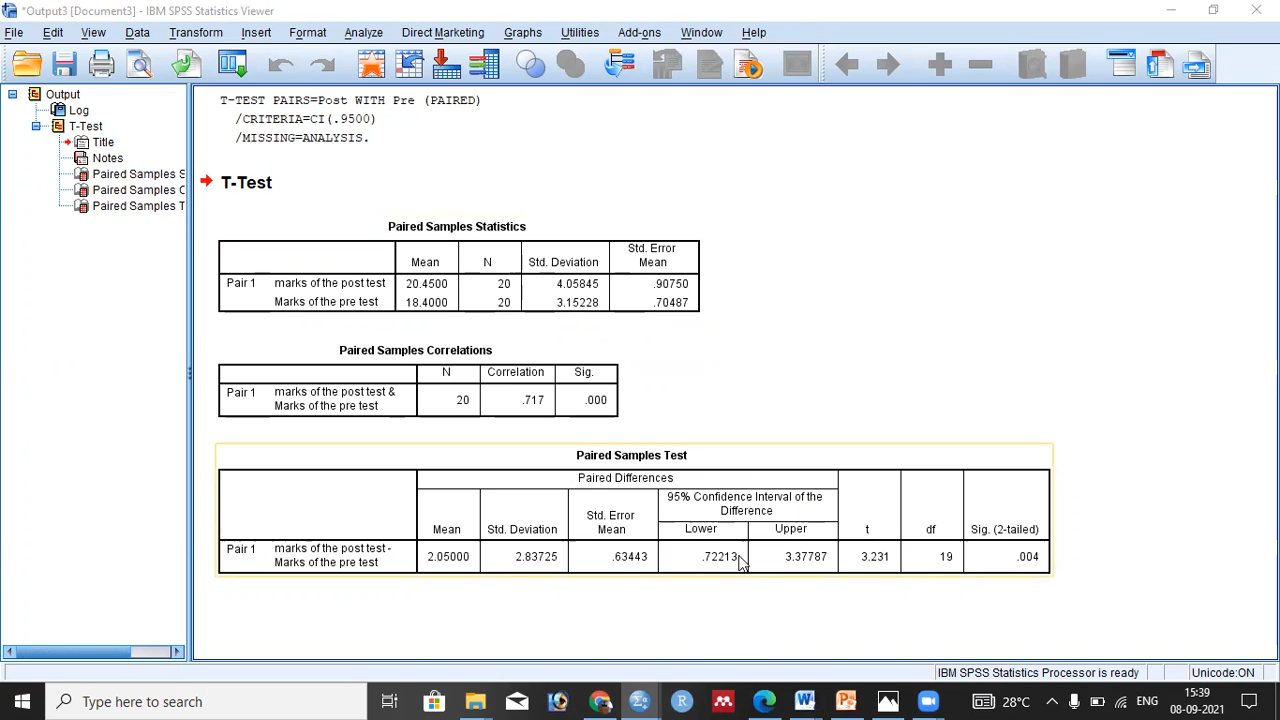 *Output3 [Document3] - IBM SPSS Statistics Viewer
File Edit View Data Transform Insert Format Analyze Direct Marketing Graphs Utilities Add-ons Window Help
Output
Log
T-Test
Title
Notes
Paired Samples S
Paired Samples C
Paired Samples T
T-TEST PAIRS=Post WITH Pre (PAIRED)
/CRITERIA=CI(.9500)
/MISSING=ANALYSIS.
T-Test
Paired Samples Statistics
Mean N Std. Deviation Std. Error Mean
Pair 1 marks of the post test 20.4500 20 4.05845 .90750
Marks of the pre test 18.4000 20 3.15228 .70487
Paired Samples Correlations
N Correlation Sig.
Pair 1 marks of the post test & Marks of the pre test 20 .717 .000
Paired Samples Test
Paired Differences
95% Confidence Interval of the Difference
Mean Std. Deviation Std. Error Mean Lower Upper t df Sig. (2-tailed)
Pair 1 marks of the post test - Marks of the pre test 2.05000 2.83725 .63443 .72213 3.37787 3.231 19 .004
IBM SPSS Statistics Processor is ready Unicode:ON
Type here to search
28°C ENG 15:39
08-09-2021